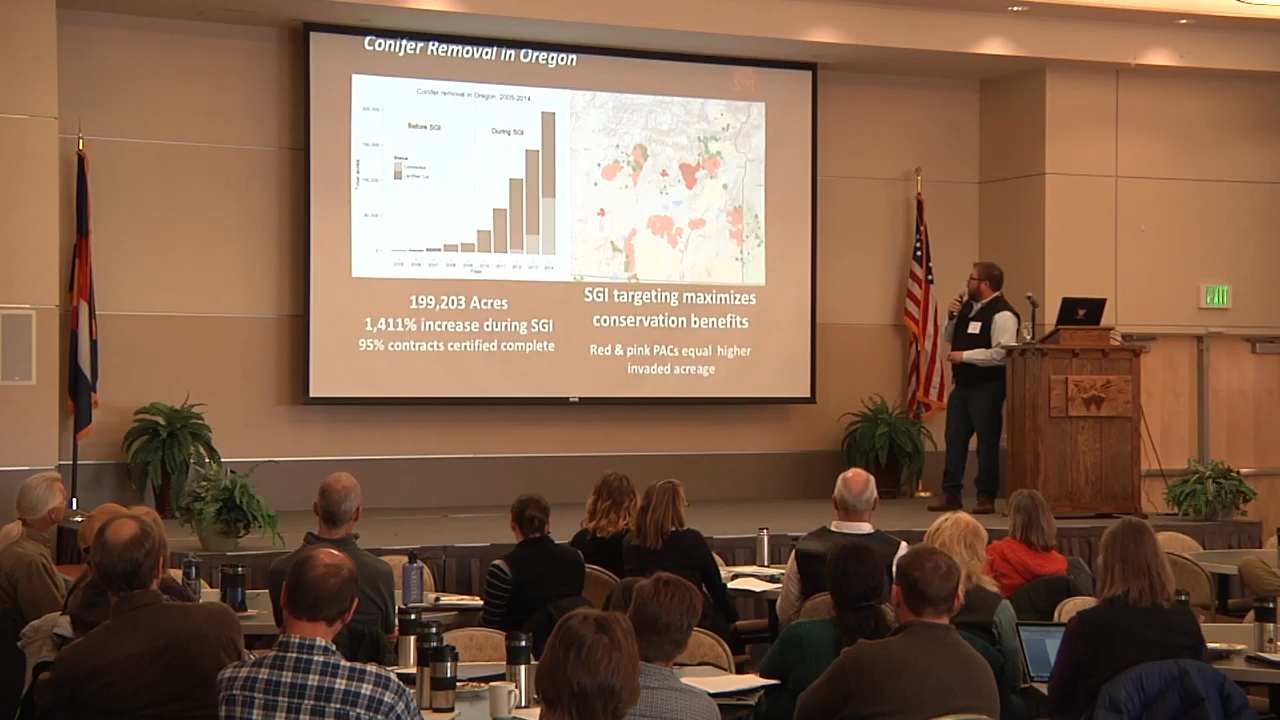 Conifer Removal in Oregon
Conifer removal in Oregon, 2005-2014
Before SGI
During SGI
199,203 Acres
1,411% increase during SGI
95% contracts certified complete
SGI targeting maximizes
conservation benefits
Red & pink PACs equal higher
invaded acreage
EXIT